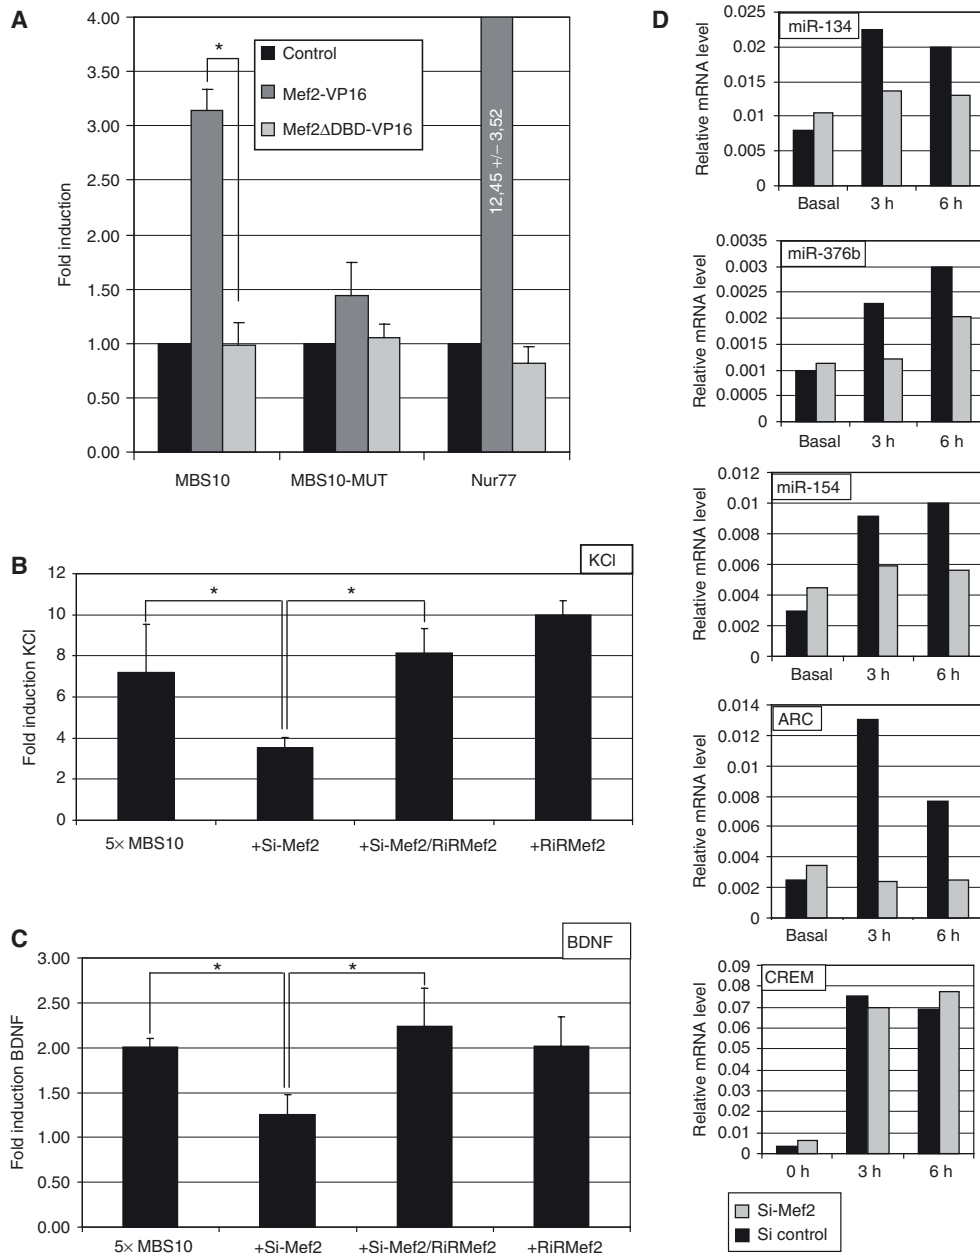 A
4.00
3.50
3.00
2.50
2.00
1.50
1.00
0.50
0.00
Fold induction
*
Control
Mef2-VP16
Mef2ΔDBD-VP16
12,45 +/– 3,52
MBS10
MBS10-MUT
Nur77
B
KCl
12
10
8
6
4
2
0
Fold induction KCl
*
*
5× MBS10
+Si-Mef2
+Si-Mef2/RiRMef2
+RiRMef2
C
BDNF
3.00
2.50
2.00
1.50
1.00
0.50
0.00
Fold induction BDNF
*
*
5× MBS10
+Si-Mef2
+Si-Mef2/RiRMef2
+RiRMef2
D
miR-134
0.025
0.02
0.015
0.01
0.005
0
Relative mRNA level
Basal
3 h
6 h
miR-376b
0.0035
0.003
0.0025
0.002
0.0015
0.001
0.0005
0
Relative mRNA level
Basal
3 h
6 h
miR-154
0.012
0.01
0.008
0.006
0.004
0.002
0
Relative mRNA level
Basal
3 h
6 h
ARC
0.014
0.012
0.01
0.008
0.006
0.004
0.002
0
Relative mRNA level
Basal
3 h
6 h
CREM
0.09
0.08
0.07
0.06
0.05
0.04
0.03
0.02
0.01
0
Relative mRNA level
0 h
3 h
6 h
Si-Mef2
Si control